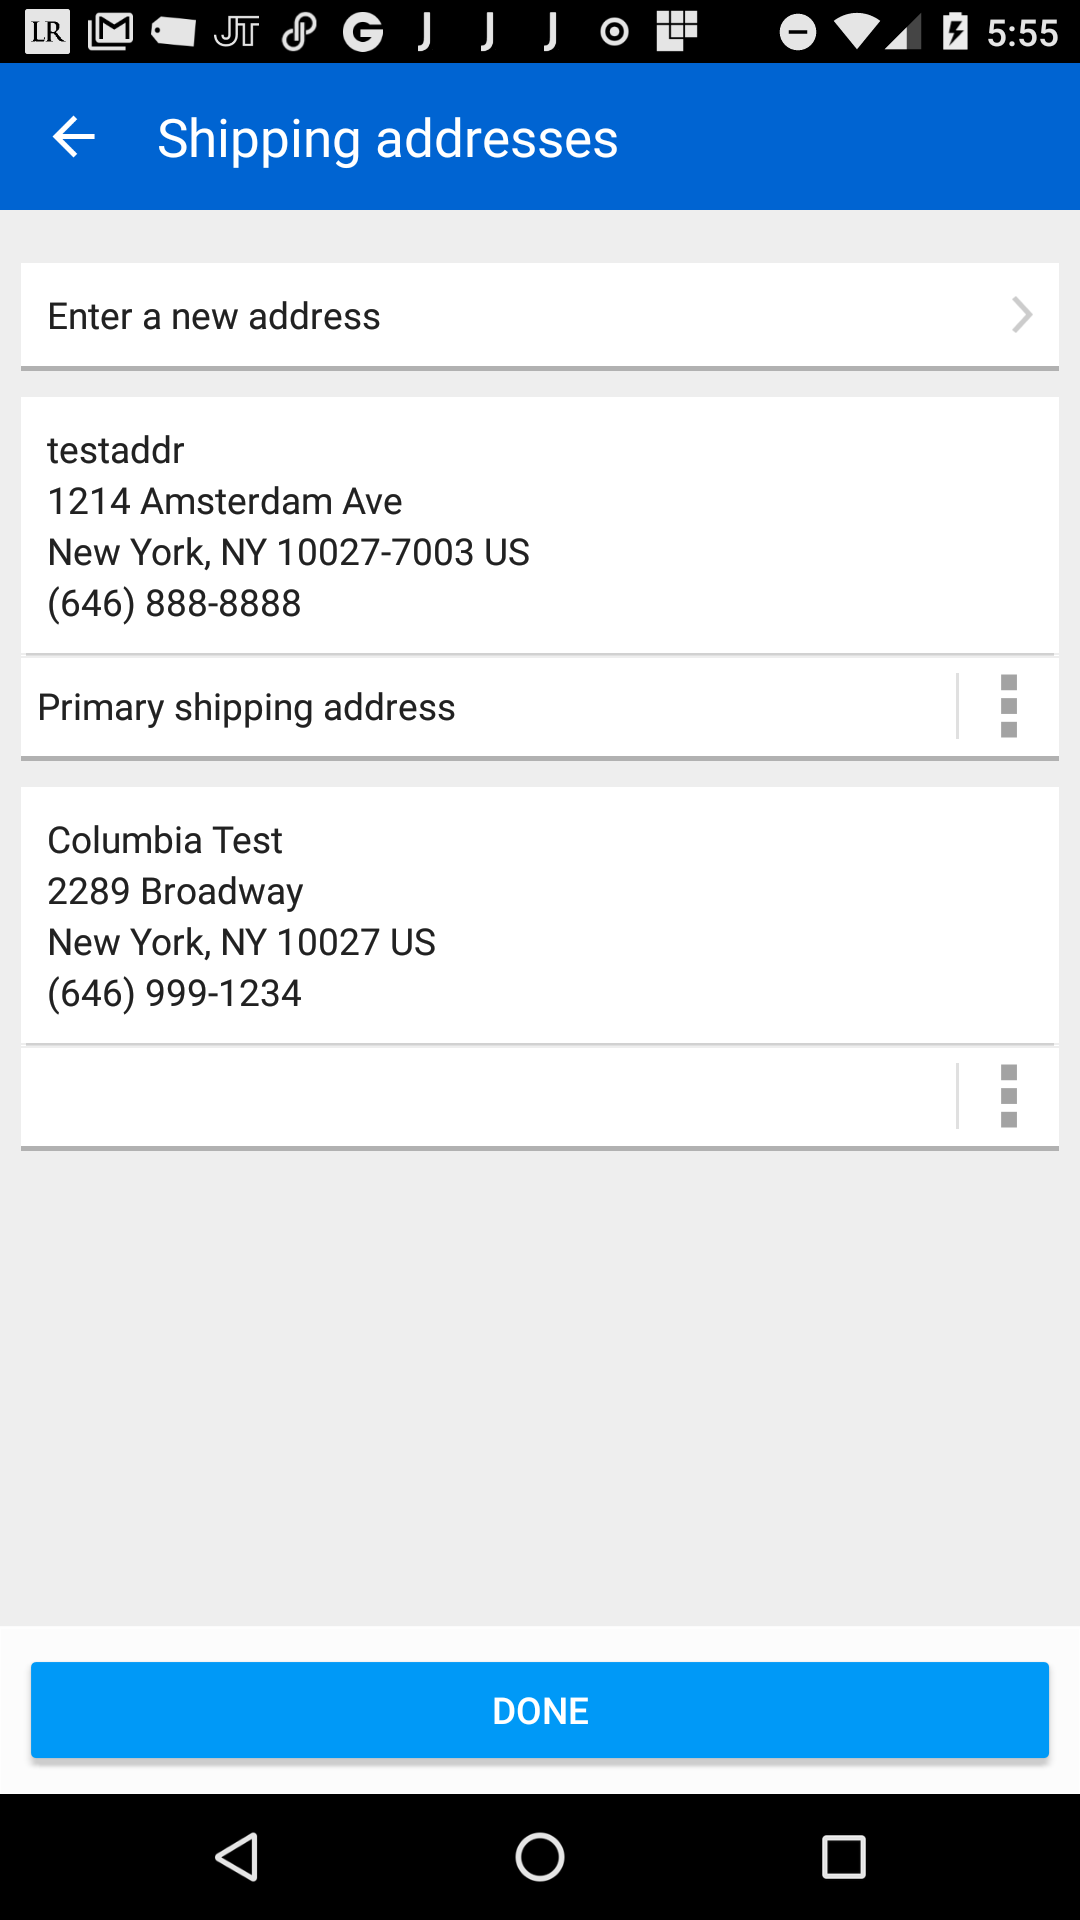 LR M JT G J J J 5:55
Shipping addresses
Enter a new address
testaddr
1214 Amsterdam Ave
New York, NY 10027-7003 US
(646) 888-8888
Primary shipping address
Columbia Test
2289 Broadway
New York, NY 10027 US
(646) 999-1234
DONE